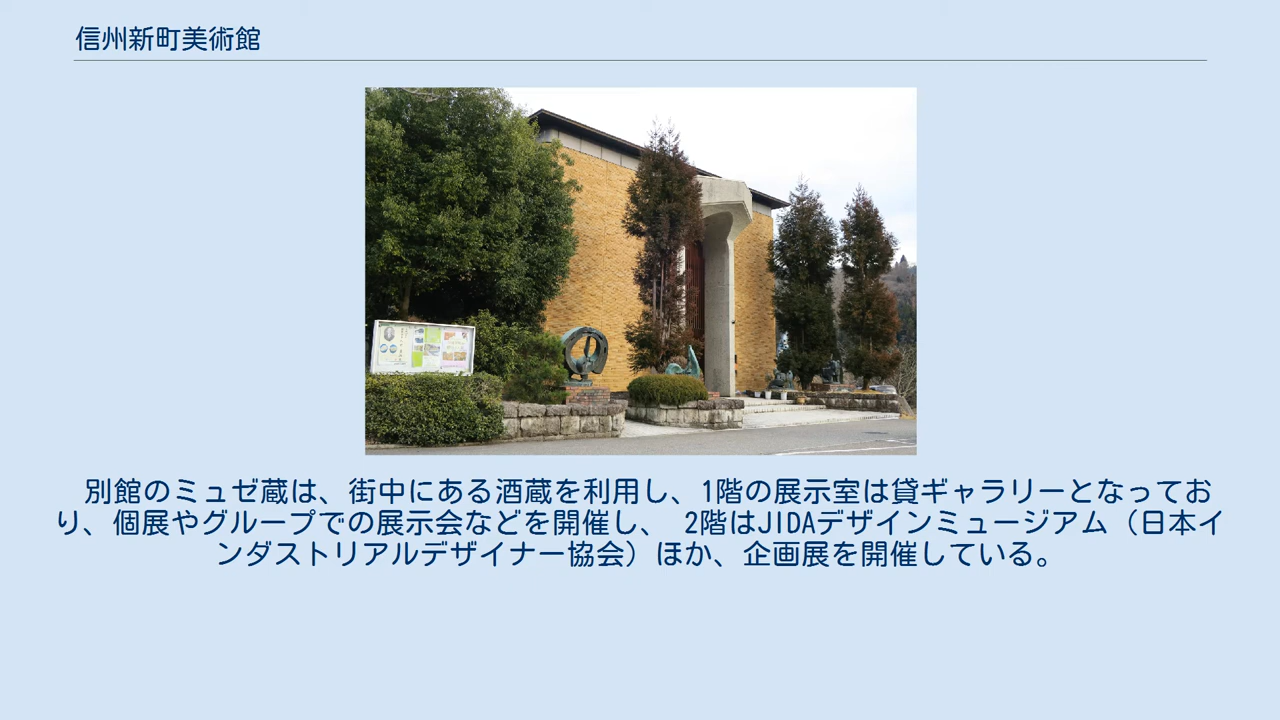 信州新町美術館
別館のミュゼ蔵は、街中にある酒蔵を利用し、1階の展示室は貸ギャラリーとなってお
り、個展やグループでの展示会などを開催し、 2階はJIDAデザインミュージアム（日本イ
ンダストリアルデザイナー協会）ほか、企画展を開催している。